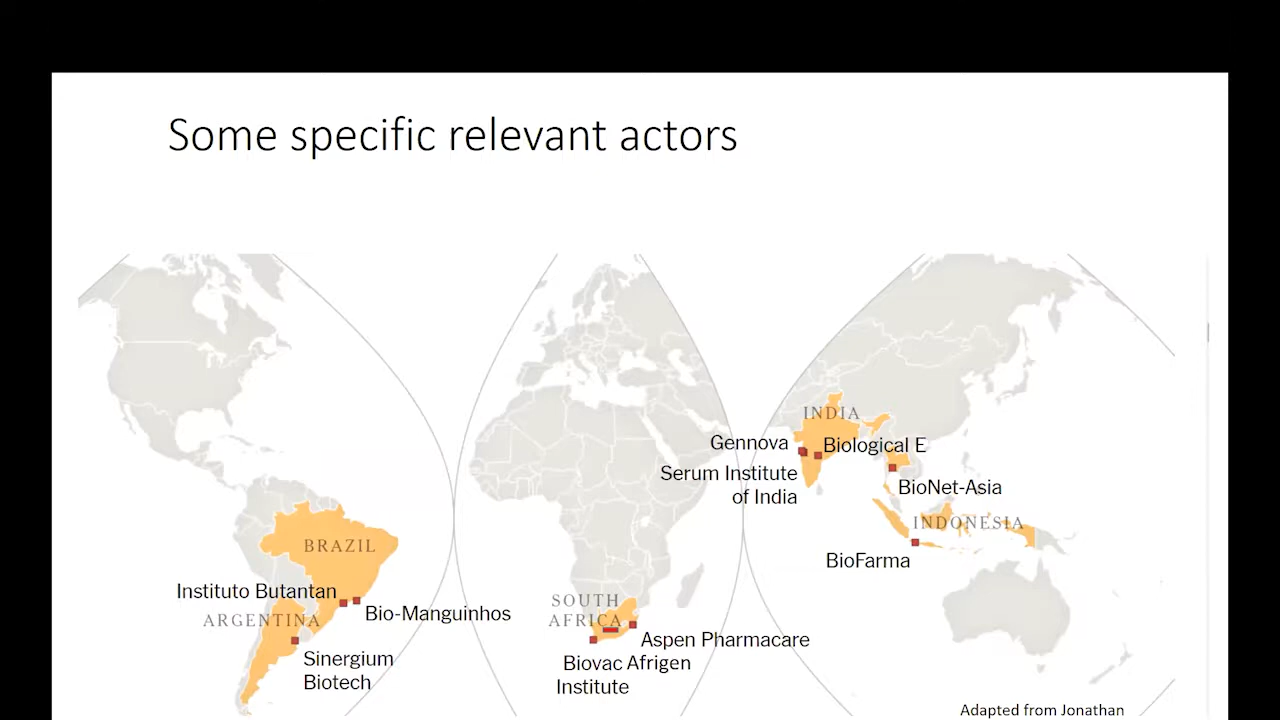 Some specific relevant actors
INDIA
Gennova
Biological E
Serum Institute
of India
BioNet-Asia
INDONESIA
BioFarma
BRAZIL
Instituto Butantan
Bio-Manguinhos
ARGENTINA
Sinergium
Biotech
SOUTH
AFRICA
Aspen Pharmacare
Biovac Afrigen
Institute
Adapted from Jonathan